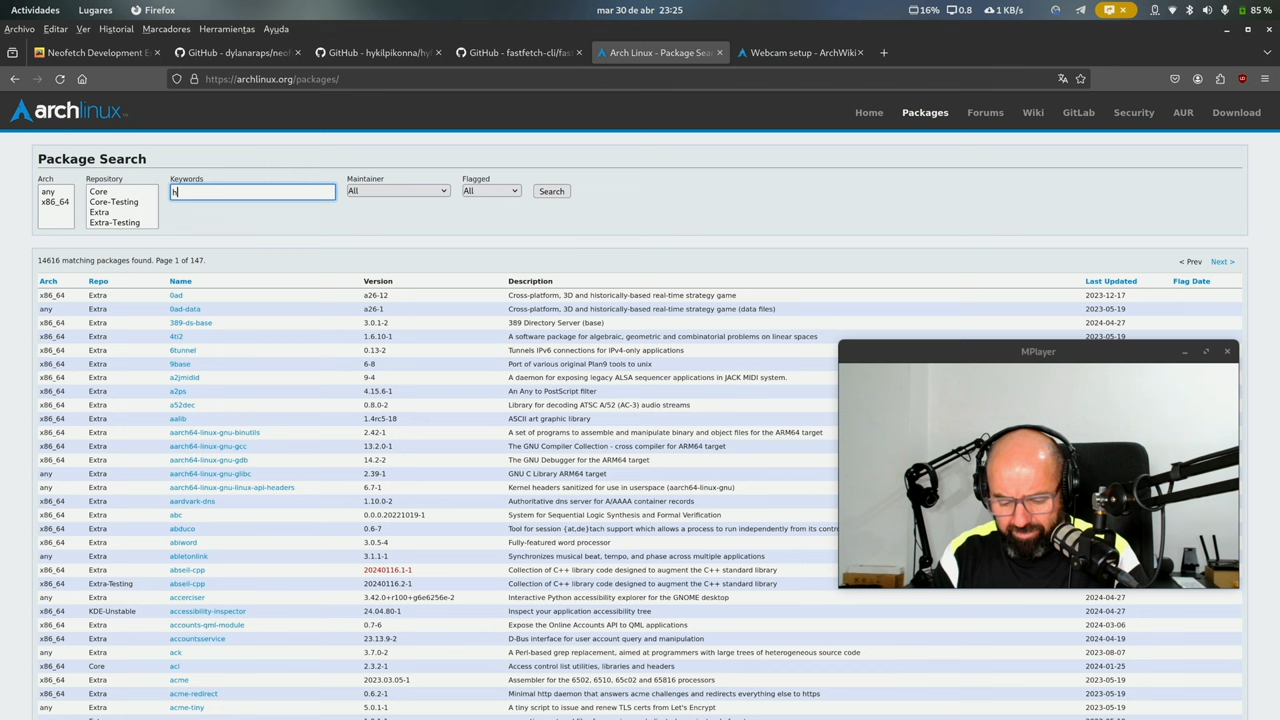 Actividades Lugares Firefox mar 30 de abr 23:25 16% 0.8 1 KB/s 85 %
Archivo Editar Ver Historial Marcadores Herramientas Ayuda
Neofetch Development E GitHub - dylanaraps/neof GitHub - hykilpikonna/hy GitHub - fastfetch-cli/fas Arch Linux - Package Sear Webcam setup - ArchWiki
https://archlinux.org/packages/
archlinux Home Packages Forums Wiki GitLab Security AUR Download
Package Search
Arch Repository Keywords Maintainer Flagged
any Core h All All Search
x86_64 Core-Testing
Extra
Extra-Testing
14616 matching packages found. Page 1 of 147. < Prev Next >
Arch Repo Name Version Description Last Updated Flag Date
x86_64 Extra 0ad a26-12 Cross-platform, 3D and historically-based real-time strategy game 2023-12-17
any Extra 0ad-data a26-1 Cross-platform, 3D and historically-based real-time strategy game (data files) 2023-05-19
x86_64 Extra 389-ds-base 3.0.1-2 389 Directory Server (base) 2024-04-27
x86_64 Extra 4ti2 1.6.10-1 A software package for algebraic, geometric and combinatorial problems on linear spaces 2023-05-19
x86_64 Extra 6tunnel 0.13-2 Tunnels IPv6 connections for IPv4-only applications
MPlayer
x86_64 Extra 9base 6-8 Port of various original Plan9 tools to unix
x86_64 Extra a2jmidid 9-4 A daemon for exposing legacy ALSA sequencer applications in JACK MIDI system.
x86_64 Extra a2ps 4.15.6-1 An Any to PostScript filter
x86_64 Extra a52dec 0.8.0-2 Library for decoding ATSC A/52 (AC-3) audio streams
x86_64 Extra aalib 1.4rc5-18 ASCII art graphic library
x86_64 Extra aarch64-linux-gnu-binutils 2.42-1 A set of programs to assemble and manipulate binary and object files for the ARM64 target
x86_64 Extra aarch64-linux-gnu-gcc 13.2.0-1 The GNU Compiler Collection - cross compiler for ARM64 target
x86_64 Extra aarch64-linux-gnu-gdb 14.2-2 The GNU Debugger for the ARM64 target
any Extra aarch64-linux-gnu-glibc 2.39-1 GNU C Library ARM64 target
any Extra aarch64-linux-gnu-linux-api-headers 6.7-1 Kernel headers sanitized for use in userspace (aarch64-linux-gnu)
x86_64 Extra aardvark-dns 1.10.0-2 Authoritative dns server for A/AAAA container records
x86_64 Extra abc 0.0.0.20221019-1 System for Sequential Logic Synthesis and Formal Verification
x86_64 Extra abduco 0.6-7 Tool for session {at,de}tach support which allows a process to run independently from its contr
x86_64 Extra abiword 3.0.5-4 Fully-featured word processor
any Extra abletonlink 3.1.1-1 Synchronizes musical beat, tempo, and phase across multiple applications
x86_64 Extra abseil-cpp 20240116.1-1 Collection of C++ library code designed to augment the C++ standard library
x86_64 Extra-Testing abseil-cpp 20240116.2-1 Collection of C++ library code designed to augment the C++ standard library
any Extra accerciser 3.42.0+r100+g6e6256e-2 Interactive Python accessibility explorer for the GNOME desktop 2024-04-27
x86_64 KDE-Unstable accessibility-inspector 24.04.80-1 Inspect your application accessibility tree 2024-04-27
x86_64 Extra accounts-qml-module 0.7-6 Expose the Online Accounts API to QML applications 2024-03-06
x86_64 Extra accountsservice 23.13.9-2 D-Bus interface for user account query and manipulation 2024-04-19
any Extra ack 3.7.0-2 A Perl-based grep replacement, aimed at programmers with large trees of heterogeneous source code 2023-08-07
x86_64 Core acl 2.3.2-1 Access control list utilities, libraries and headers 2024-01-25
x86_64 Extra acme 2023.03.05-1 Assembler for the 6502, 6510, 65c02 and 65816 processors 2023-05-19
x86_64 Extra acme-redirect 0.6.2-1 Minimal http daemon that answers acme challenges and redirects everything else to https 2023-05-19
any Extra acme-tiny 5.0.1-1 A tiny script to issue and renew TLS certs from Let's Encrypt 2023-05-19